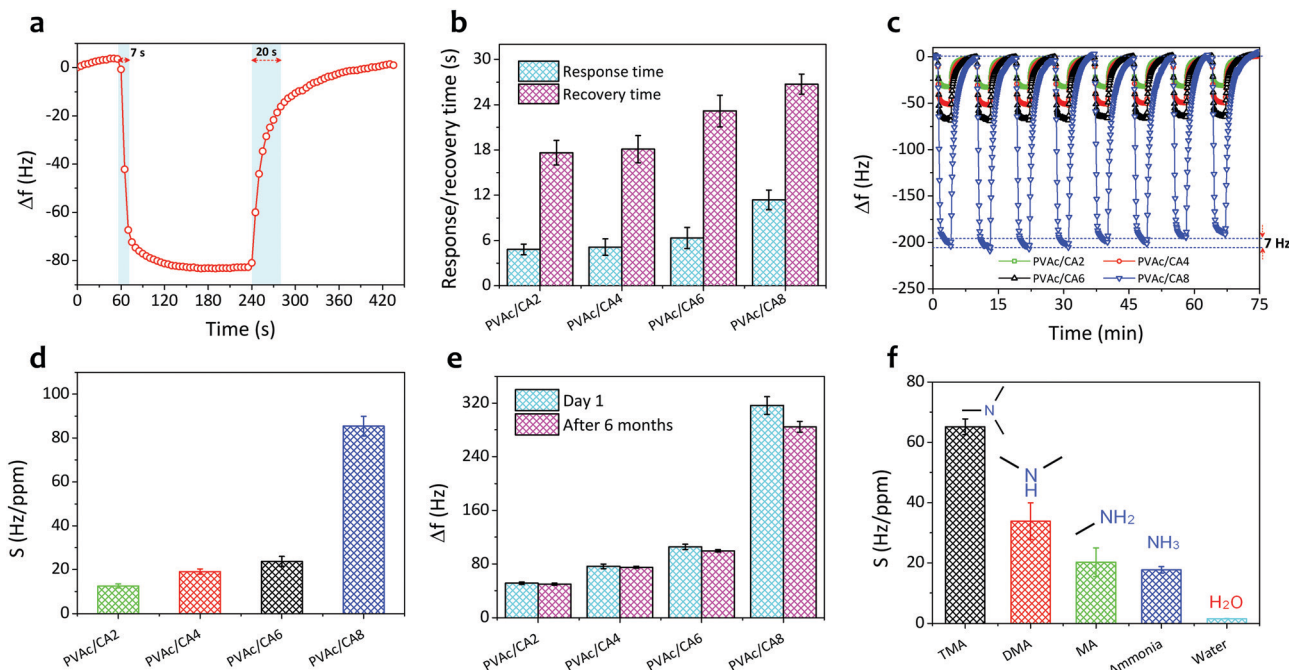 a
7 s
20 s
Δf (Hz)
0
-20
-40
-60
-80
0 60 120 180 240 300 360 420
Time (s)
b
Response/recovery time (s)
30
24
18
12
6
0
Response time
Recovery time
PVAc/CA2 PVAc/CA4 PVAc/CA6 PVAc/CA8
c
Δf (Hz)
0
-50
-100
-150
-200
-250
7 Hz
PVAc/CA2 PVAc/CA4
PVAc/CA6 PVAc/CA8
0 15 30 45 60 75
Time (min)
d
S (Hz/ppm)
100
80
60
40
20
0
PVAc/CA2 PVAc/CA4 PVAc/CA6 PVAc/CA8
e
Δf (Hz)
320
240
160
80
0
Day 1
After 6 months
PVAc/CA2 PVAc/CA4 PVAc/CA6 PVAc/CA8
f
S (Hz/ppm)
80
60
40
20
0
N
N
H
NH₂
NH₃
H₂O
TMA DMA MA Ammonia Water